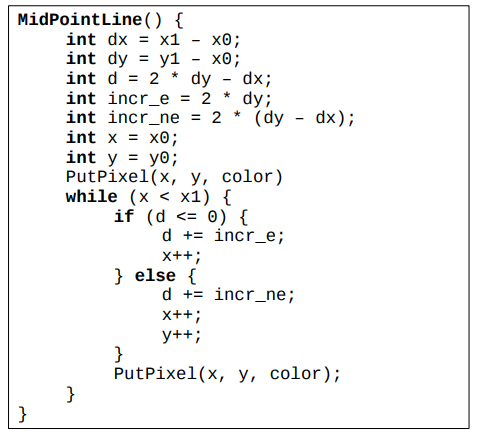 MidPointLine() {
int dx = x1 – x0;
int dy = y1 – x0;
int d = 2 * dy – dx;
int incr_e = 2 * dy;
int incr_ne = 2 * (dy – dx);
int x = x0;
int y = y0;
PutPixel(x, y, color)
while (x < x1) {
if (d <= 0) {
d += incr_e;
x++;
} else {
d += incr_ne;
x++;
y++;
}
PutPixel(x, y, color);
}
}